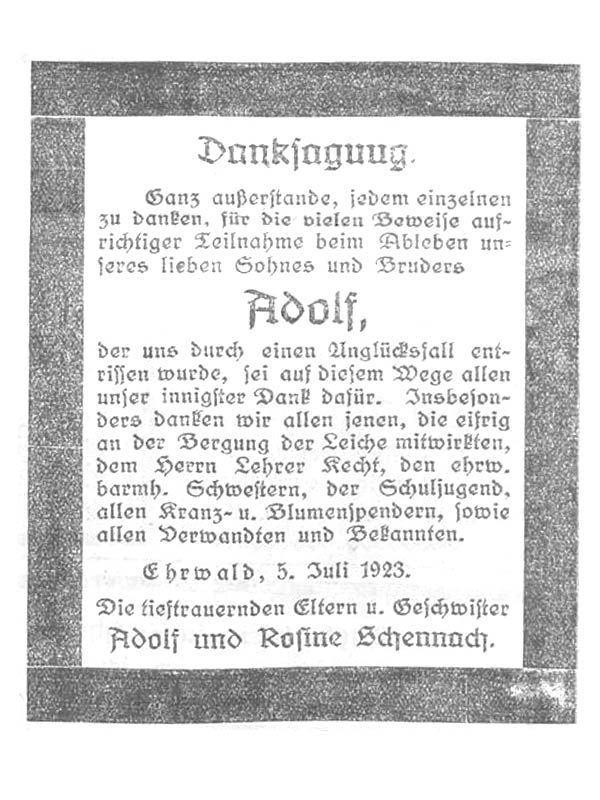 Danksagung.
Ganz außerstande, jedem einzelnen
zu danken, für die vielen Beweise auf-
richtiger Teilnahme beim Ableben un-
seres lieben Sohnes und Bruders
Adolf,
der uns durch einen Unglücksfall ent-
rissen wurde, sei auf diesem Wege allen
unser innigster Dank dafür. Insbeson-
ders danken wir allen jenen, die eifrig
an der Bergung der Leiche mitwirkten,
dem Herrn Lehrer Kecht, den ehrw.
barmh. Schwestern, der Schuljugend,
allen Kranz- u. Blumenspendern, sowie
allen Verwandten und Bekannten.
Ehrwald, 5. Juli 1923.
Die tieftrauernden Eltern u. Geschwister
Adolf und Rosine Schennach.